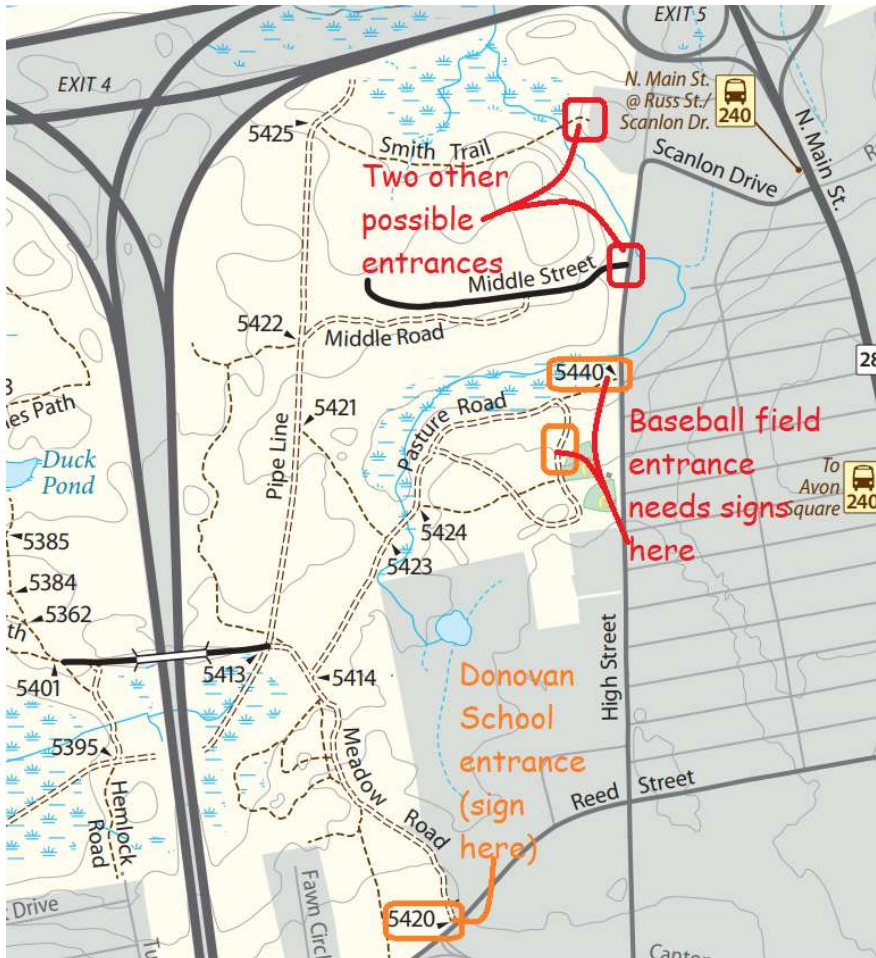 EXIT 5
EXIT 4
N. Main St.
@ Russ St./
Scanlon Dr.
240
N. Main St.
5425
Smith Trail
Scanlon Drive
Two other
possible
entrances
Middle Street
5422
Middle Road
28
5440
es Path
5421
Pasture Road
Baseball field
entrance
needs signs
here
Pipe Line
Duck
Pond
To
Avon
Square
240
5385
5424
5423
5384
5362
th
5401
5413
5414
High Street
Donovan
School
entrance
(sign
here)
5395
Meadow Road
Reed Street
Hemlock
Road
Drive
Fawn Circ
5420
Tu
Canto